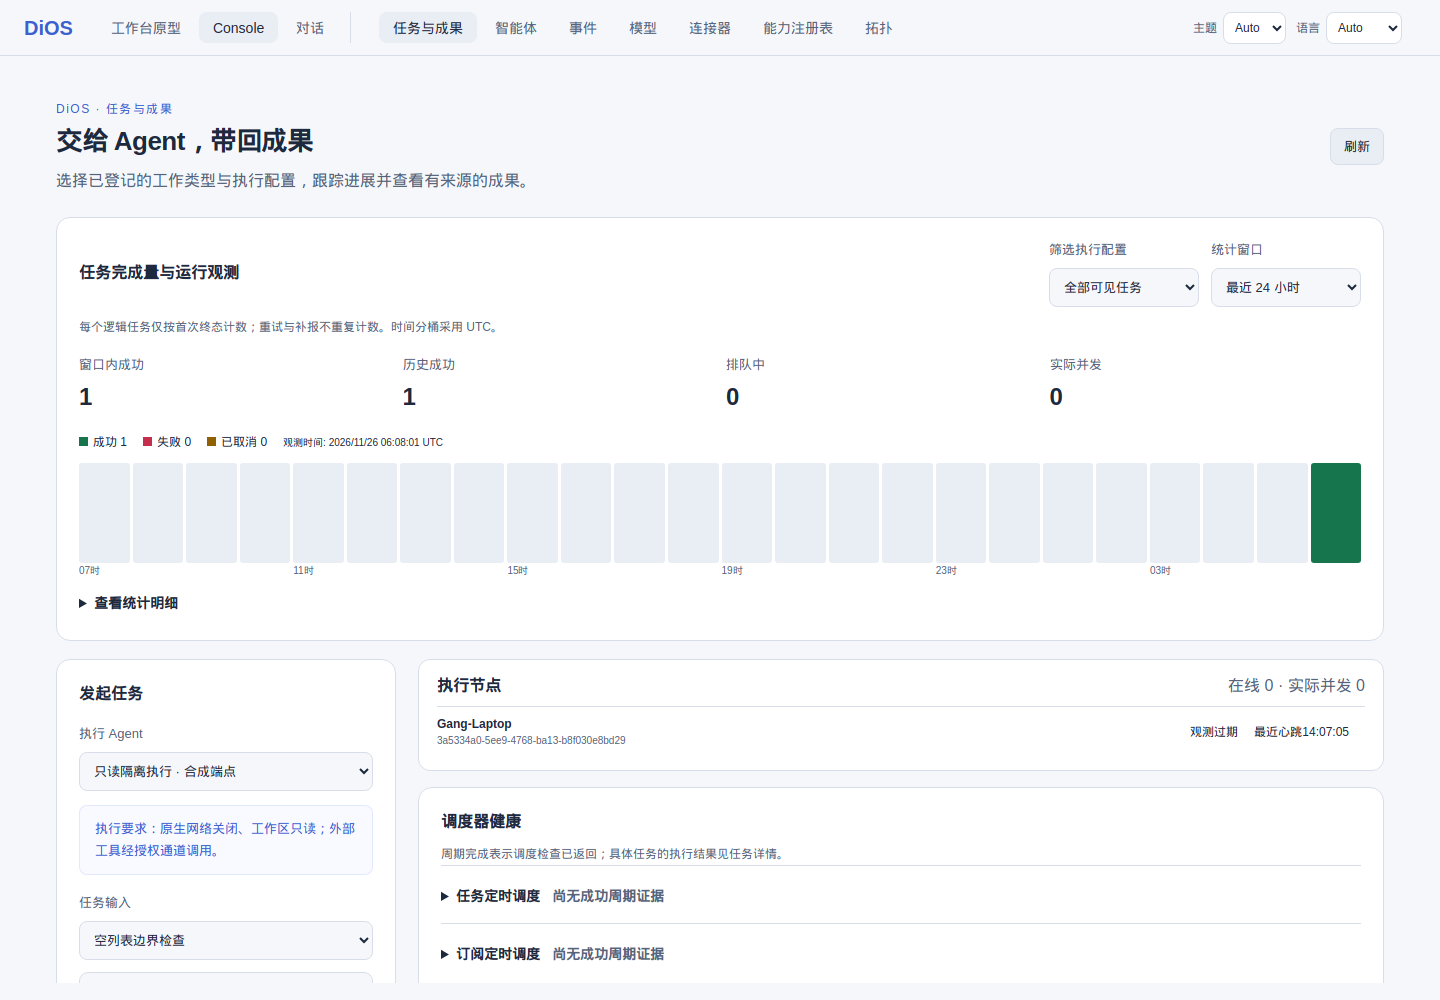 DiOS 工作台原型 Console 对话 任务与成果 智能体 事件 模型 连接器 能力注册表 拓扑 主题 Auto 语言 Auto
DiOS · 任务与成果
交给 Agent，带回成果
刷新
选择已登记的工作类型与执行配置，跟踪进展并查看有来源的成果。
任务完成量与运行观测
筛选执行配置 统计窗口
全部可见任务 最近 24 小时
每个逻辑任务仅按首次终态计数；重试与补报不重复计数。时间分桶采用 UTC。
窗口内成功 历史成功 排队中 实际并发
1 1 0 0
成功 1 失败 0 已取消 0 观测时间: 2026/11/26 06:08:01 UTC
07时 11时 15时 19时 23时 03时
查看统计明细
发起任务
执行 Agent
只读隔离执行 · 合成端点
执行要求：原生网络关闭、工作区只读；外部
工具经授权通道调用。
任务输入
空列表边界检查
执行节点 在线 0 · 实际并发 0
Gang-Laptop
3a5334a0-5ee9-4768-ba13-b8f030e8bd29
观测过期 最近心跳14:07:05
调度器健康
周期完成表示调度检查已返回；具体任务的执行结果见任务详情。
任务定时调度 尚无成功周期证据
订阅定时调度 尚无成功周期证据